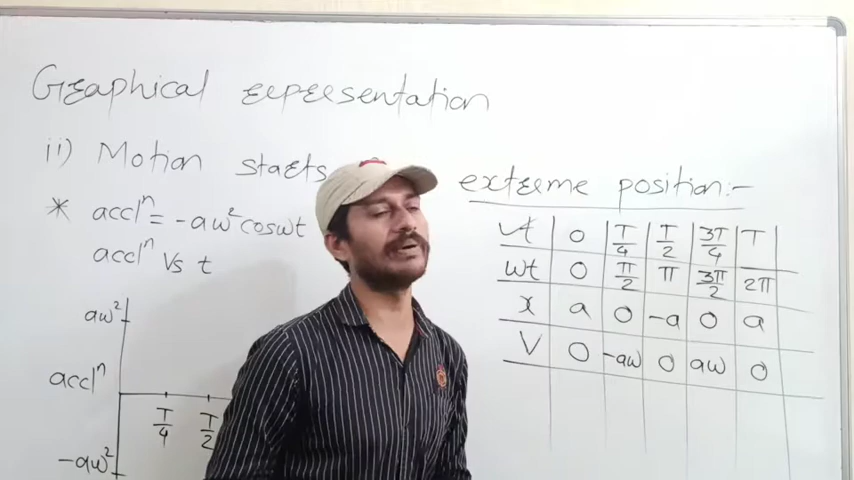 Graphical representation
ii) Motion starts
extreme position:-
* acclⁿ = -aω²cosωt
acclⁿ Vs t
aω²
acclⁿ
T/4 T/2
-aω²
t 0 T/4 T/2 3T/4 T
ωt 0 π/2 π 3π/2 2π
x a 0 -a 0 a
V 0 -aω 0 aω 0